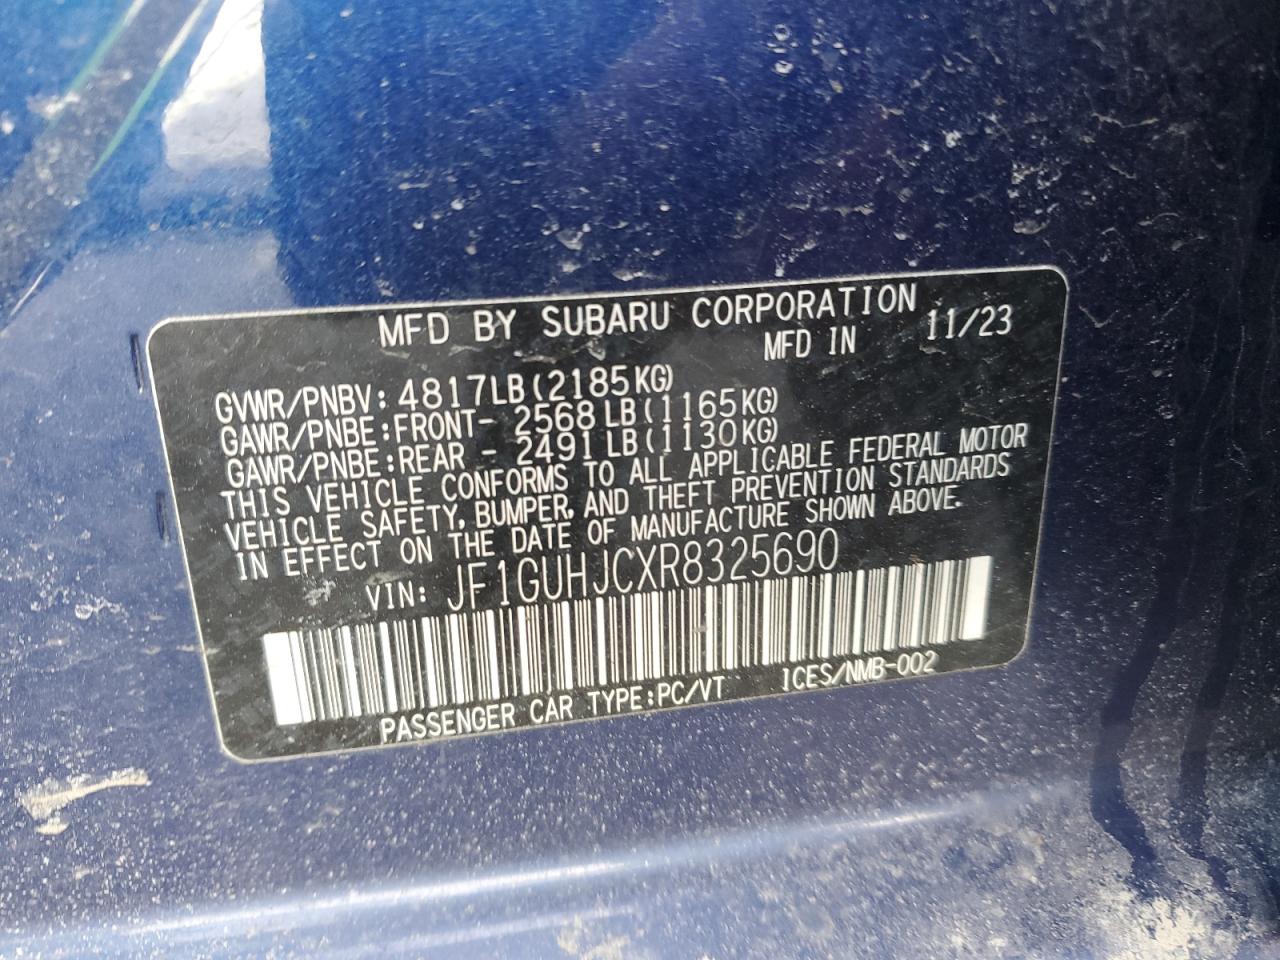 MFD BY SUBARU CORPORATION
MFD IN 11/23
GVWR/PNBV: 4817LB(2185KG)
GAWR/PNBE:FRONT- 2568LB(1165KG)
GAWR/PNBE:REAR - 2491LB(1130KG)
THIS VEHICLE CONFORMS TO ALL APPLICABLE FEDERAL MOTOR
VEHICLE SAFETY, BUMPER, AND THEFT PREVENTION STANDARDS
IN EFFECT ON THE DATE OF MANUFACTURE SHOWN ABOVE.
VIN: JF1GUHJCXR8325690
PASSENGER CAR TYPE:PC/VT ICES/NMB-002